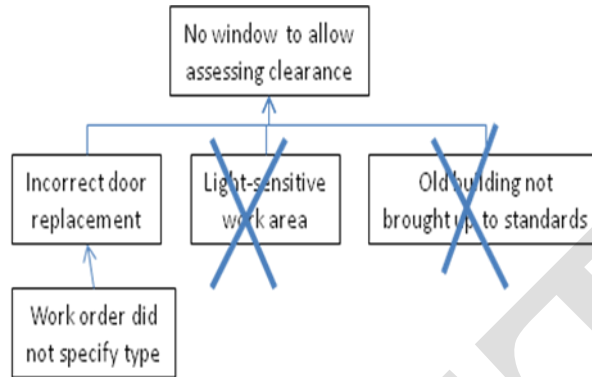 No window to allow
assessing clearance
Incorrect door
replacement
Light-sensitive
work area
Old building not
brought up to standards
Work order did
not specify type